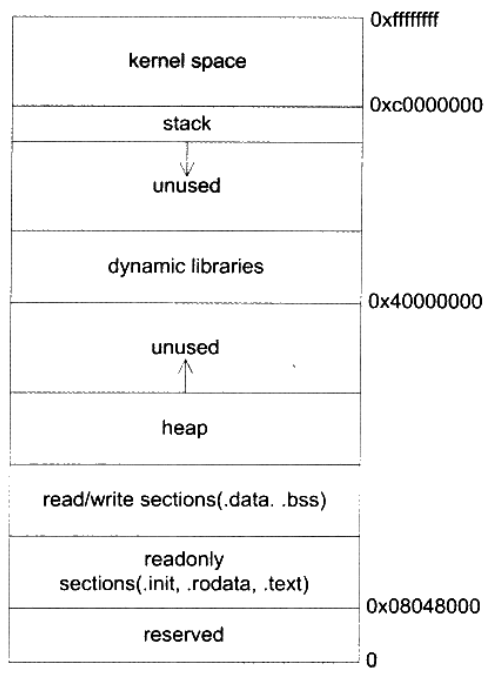 0xffffffff
kernel space
0xc0000000
stack
unused
dynamic libraries
0x40000000
unused
heap
read/write sections(.data. .bss)
readonly
sections(.init, .rodata, .text)
0x08048000
reserved
0